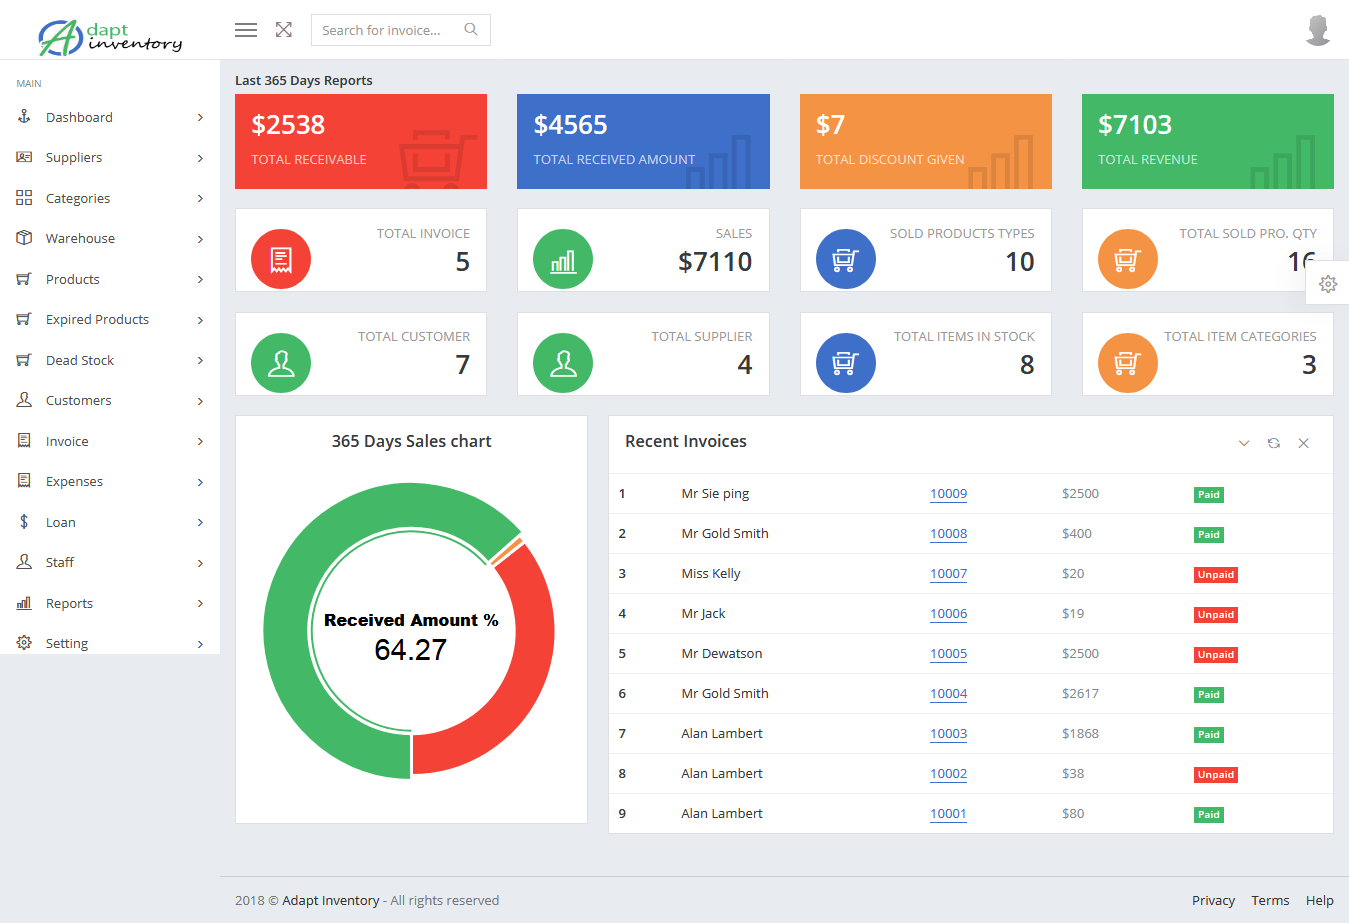 Adapt
inventory
Search for invoice...
MAIN
Dashboard
Suppliers
Categories
Warehouse
Products
Expired Products
Dead Stock
Customers
Invoice
Expenses
Loan
Staff
Reports
Setting
Last 365 Days Reports
$2538
TOTAL RECEIVABLE
$4565
TOTAL RECEIVED AMOUNT
$7
TOTAL DISCOUNT GIVEN
$7103
TOTAL REVENUE
TOTAL INVOICE
5
SALES
$7110
SOLD PRODUCTS TYPES
10
TOTAL SOLD PRO. QTY
16
TOTAL CUSTOMER
7
TOTAL SUPPLIER
4
TOTAL ITEMS IN STOCK
8
TOTAL ITEM CATEGORIES
3
365 Days Sales chart
Received Amount %
64.27
Recent Invoices
1 Mr Sie ping 10009 $2500 Paid
2 Mr Gold Smith 10008 $400 Paid
3 Miss Kelly 10007 $20 Unpaid
4 Mr Jack 10006 $19 Unpaid
5 Mr Dewatson 10005 $2500 Unpaid
6 Mr Gold Smith 10004 $2617 Paid
7 Alan Lambert 10003 $1868 Paid
8 Alan Lambert 10002 $38 Unpaid
9 Alan Lambert 10001 $80 Paid
2018 © Adapt Inventory - All rights reserved
Privacy Terms Help